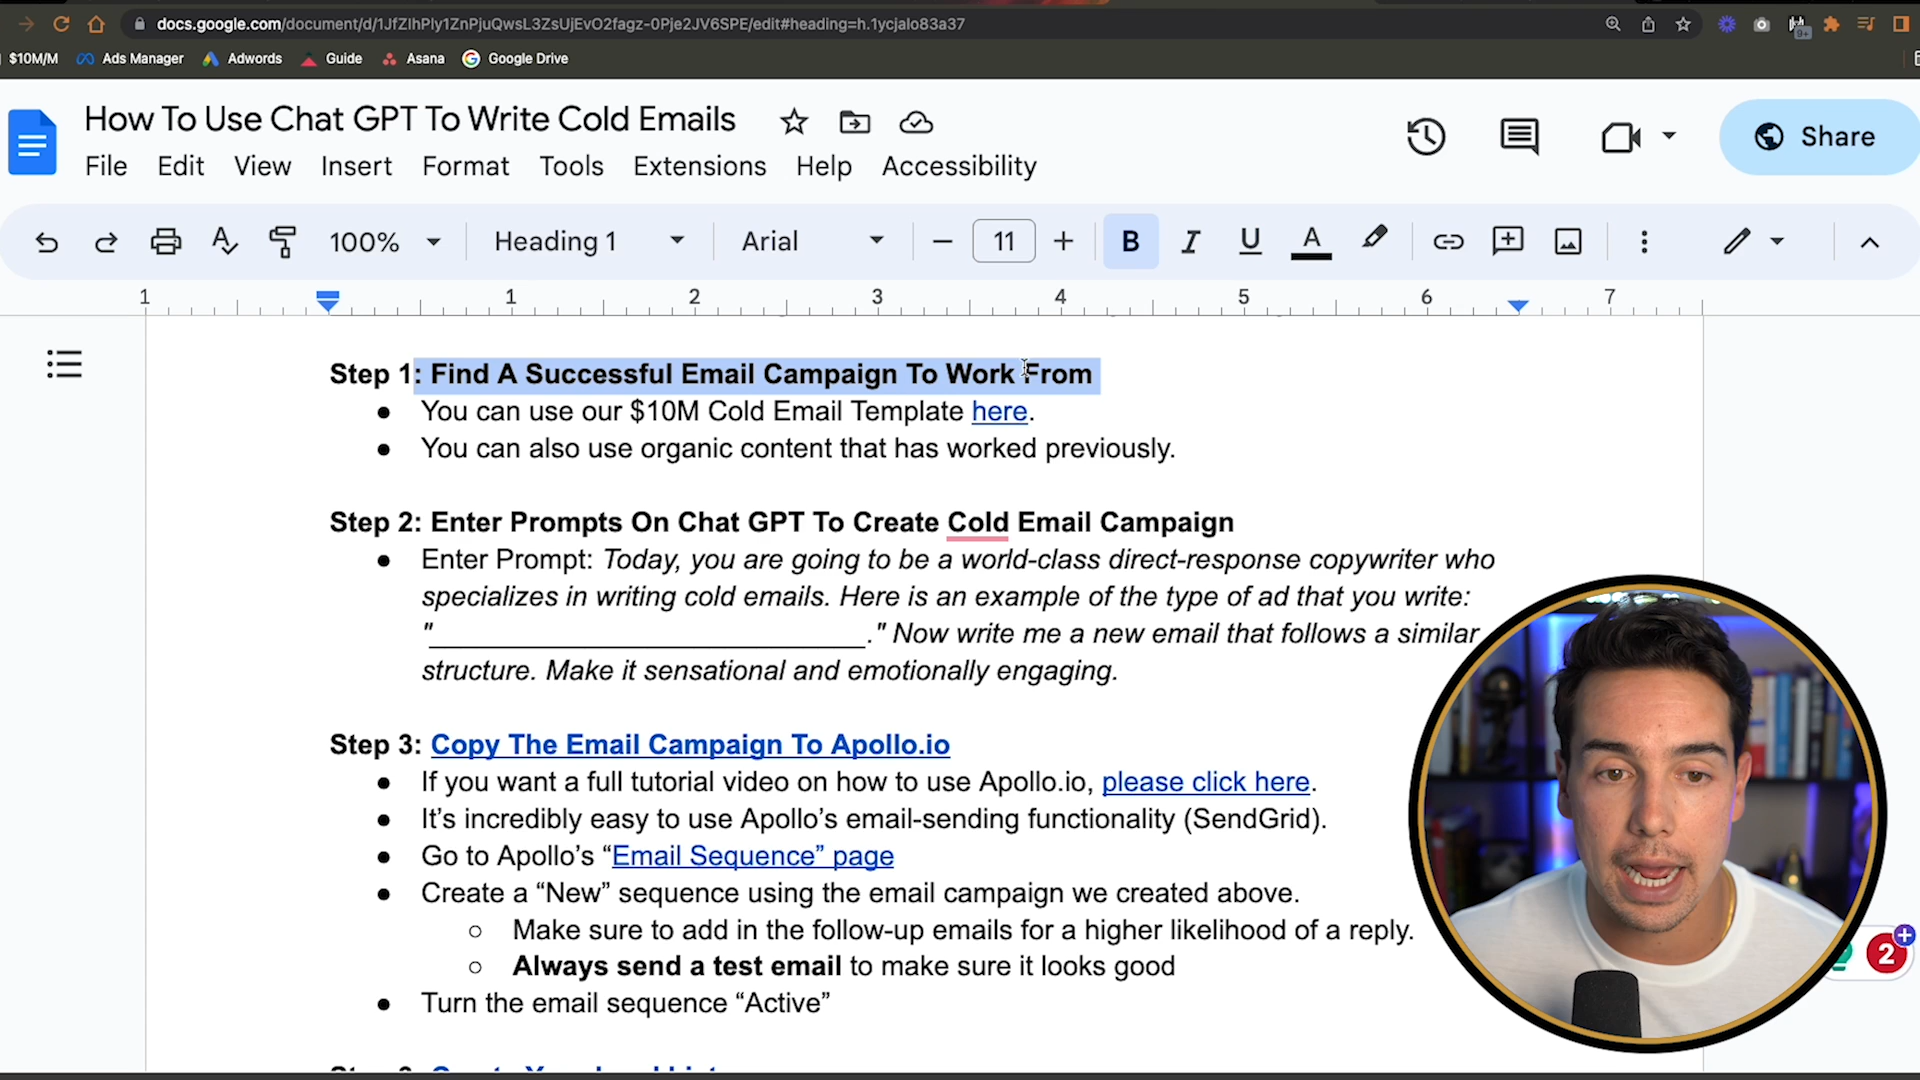 docs.google.com/document/d/1JfZlhPly1ZnPjuQwsL3ZsUjEvO2fagz-0Pje2JV6SPE/edit#heading=h.1ycjalo83a37
9+
$10M/M Ads Manager Adwords Guide Asana Google Drive
How To Use Chat GPT To Write Cold Emails
Share
File Edit View Insert Format Tools Extensions Help Accessibility
100% Heading 1 Arial 11 B I U A
1 1 2 3 4 5 6 7
Step 1: Find A Successful Email Campaign To Work From
● You can use our $10M Cold Email Template here.
● You can also use organic content that has worked previously.
Step 2: Enter Prompts On Chat GPT To Create Cold Email Campaign
● Enter Prompt: Today, you are going to be a world-class direct-response copywriter who
specializes in writing cold emails. Here is an example of the type of ad that you write:
"____________________________." Now write me a new email that follows a similar
structure. Make it sensational and emotionally engaging.
Step 3: Copy The Email Campaign To Apollo.io
● If you want a full tutorial video on how to use Apollo.io, please click here.
● It’s incredibly easy to use Apollo’s email-sending functionality (SendGrid).
● Go to Apollo’s “Email Sequence” page
● Create a “New” sequence using the email campaign we created above.
○ Make sure to add in the follow-up emails for a higher likelihood of a reply.
○ Always send a test email to make sure it looks good
● Turn the email sequence “Active”
2